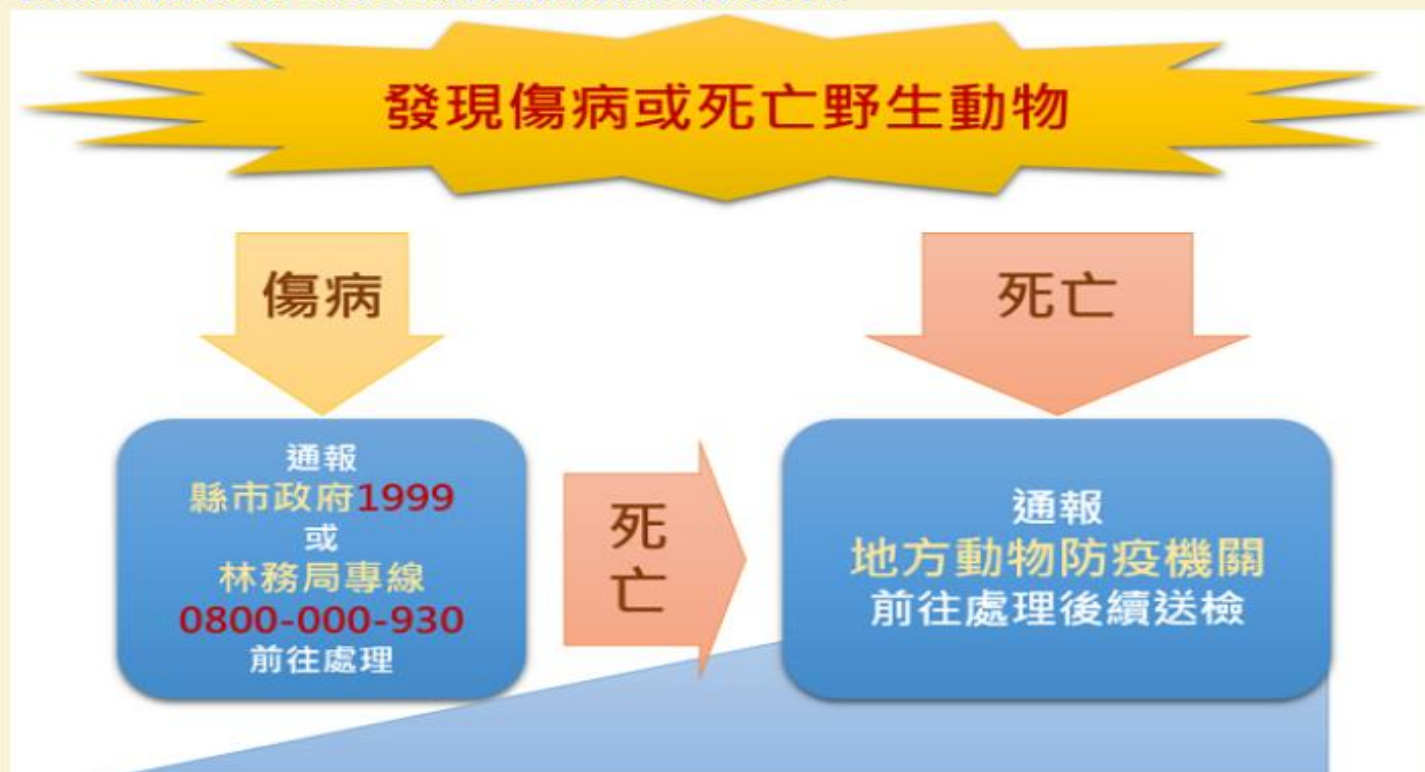 發現傷病或死亡野生動物
傷病
死亡
通報
縣市政府1999
或
林務局專線
0800-000-930
前往處理
死
亡
通報
地方動物防疫機關
前往處理後續送檢